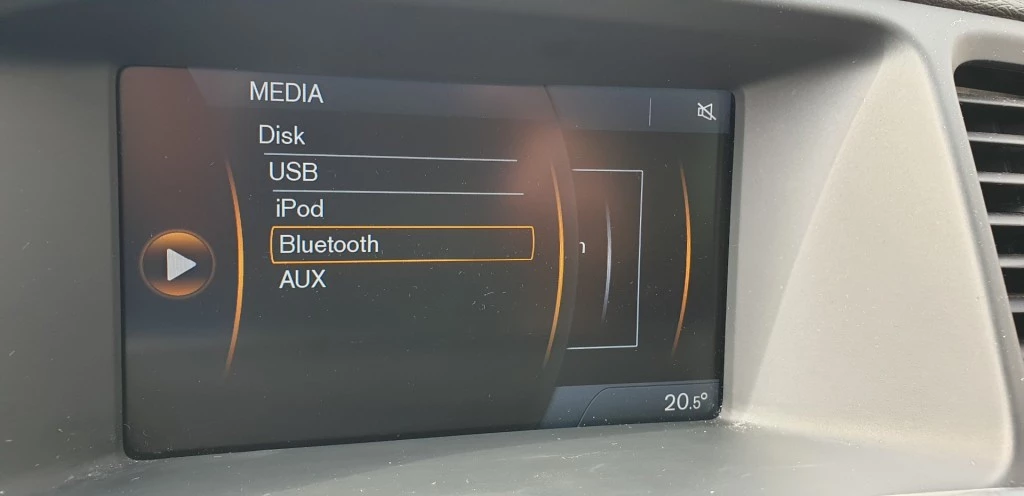 MEDIA
Disk
USB
iPod
Bluetooth
AUX
20.5°